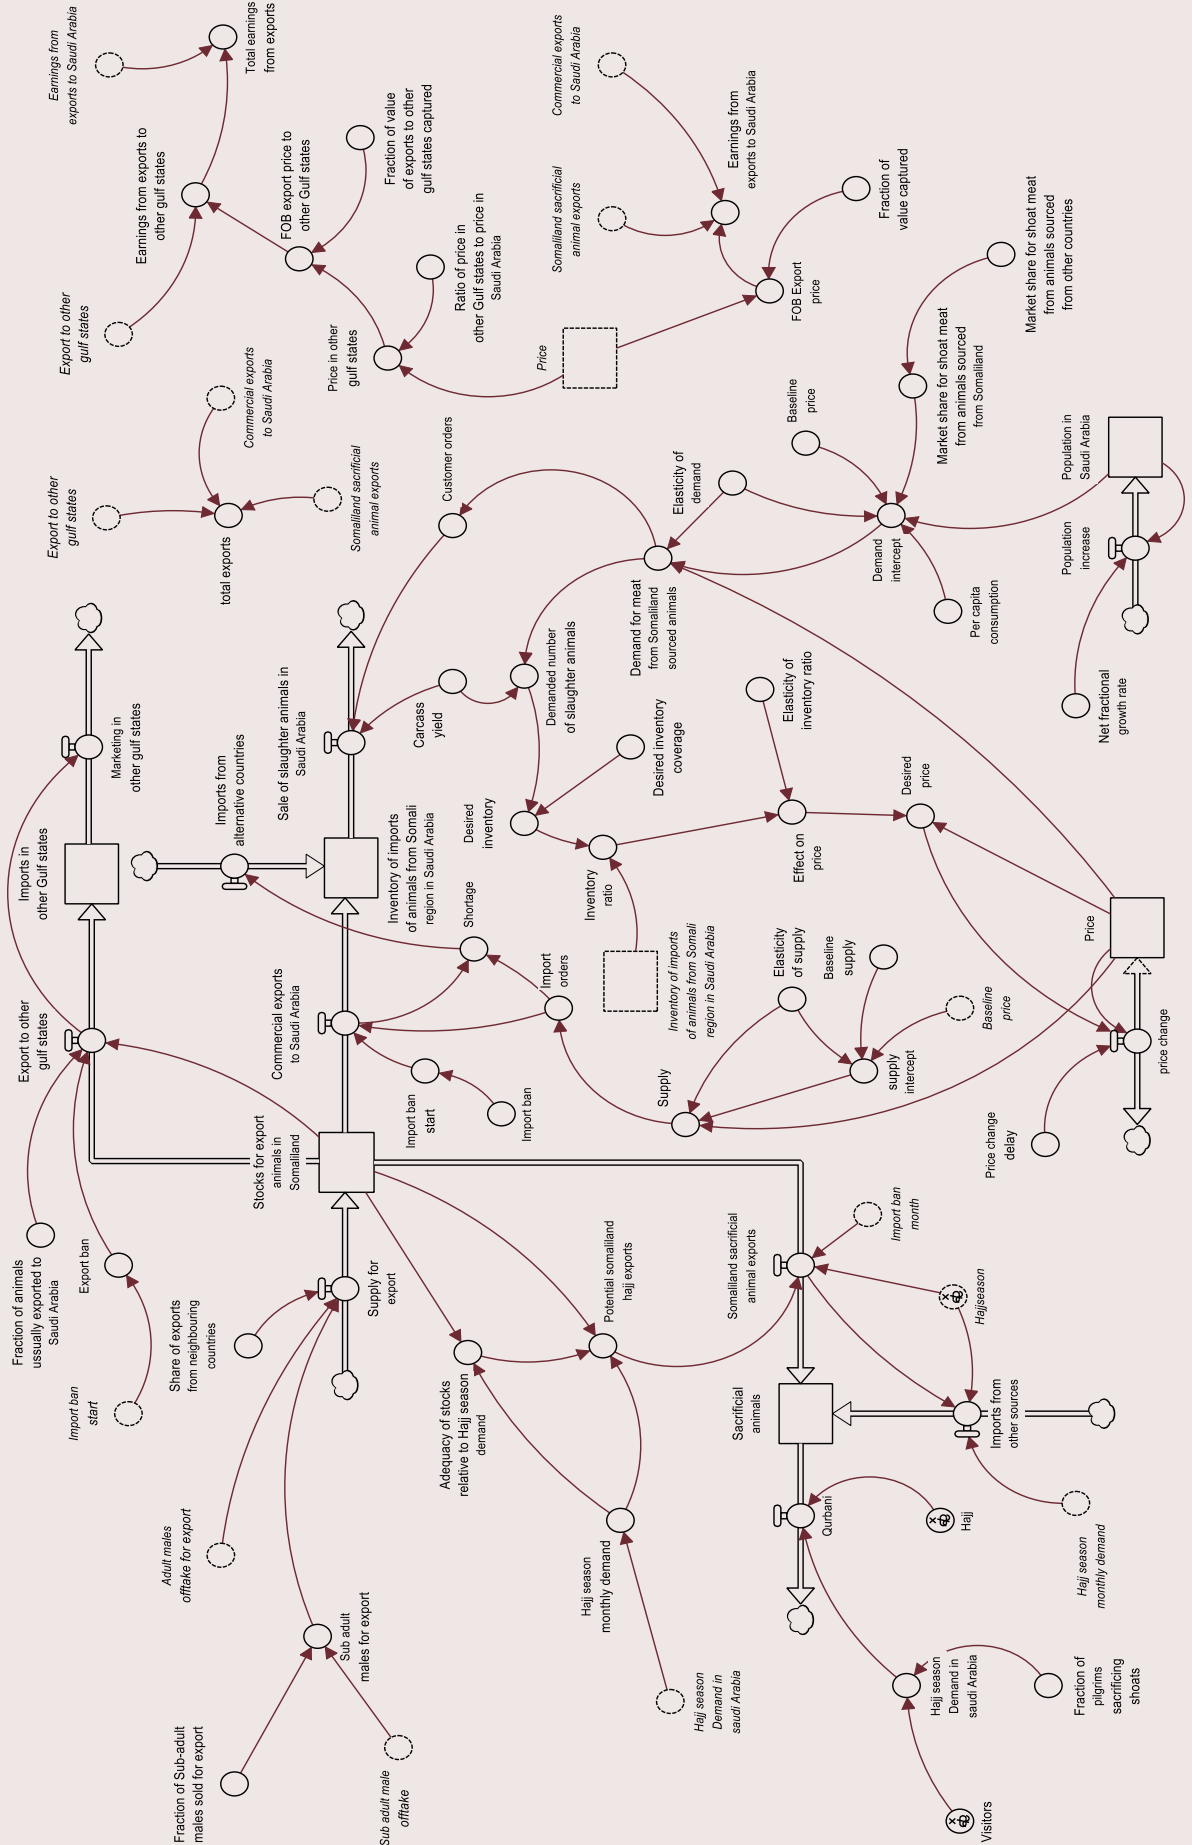 Fraction of Sub-adult
males sold for export
Sub adult male
offtake
Sub adult
males for export
Adult males
offtake for export
Import ban
start
Fraction of animals
ussually exported to
Saudi Arabia
Export ban
Share of exports
from neighbouring
countries
Supply for
export
Stocks for export
animals in
Somaliland
Export to other
gulf states
Imports in
other Gulf states
Marketing in
other gulf states
Imports from
alternative countries
Commercial exports
to Saudi Arabia
Inventory of imports
of animals from Somali
region in Saudi Arabia
Sale of slaughter animals in
Saudi Arabia
Import ban
start
Import ban
Shortage
Import
orders
Carcass
yield
Customer orders
Export to other
gulf states
total exports
Commercial exports
to Saudi Arabia
Somaliland sacrificial
animal exports
Export to other
gulf states
Earnings from exports to
other gulf states
Earnings from
exports to Saudi Arabia
Total earnings
from exports
FOB export price to
other Gulf states
Fraction of value
of exports to other
gulf states captured
Price in other
gulf states
Ratio of price in
other Gulf states to price in
Saudi Arabia
Price
Commercial exports
to Saudi Arabia
Somaliland sacrificial
animal exports
Earnings from
exports to Saudi Arabia
FOB Export
price
Fraction of
value captured
Adequacy of stocks
relative to Hajj season
demand
Potential somaliland
hajj exports
Hajj season
monthly demand
Hajj season
Demand in
saudi Arabia
Somaliland sacrificial
animal exports
Import ban
month
Hajjseason
Sacrificial
animals
Imports from
other sources
Hajj season
monthly demand
Qurbani
Hajj
Hajj season
Demand in
saudi Arabia
Fraction of
pilgrims
sacrificing
shoats
Visitors
Desired
inventory
Demanded number
of slaughter animals
Desired inventory
coverage
Inventory
ratio
Inventory of imports
of animals from Somali
region in Saudi Arabia
Demand for meat
from Somaliland
sourced animals
Elasticity of
demand
Elasticity of
inventory ratio
Effect on
price
Desired
price
Supply
Elasticity
of supply
Baseline
supply
supply
intercept
Baseline
price
Price
price change
Price change
delay
Baseline
price
Demand
intercept
Per capita
consumption
Market share for shoat meat
from animals sourced
from Somaliland
Market share for shoat meat
from animals sourced
from other countries
Population in
Saudi Arabia
Population
increase
Net fractional
growth rate